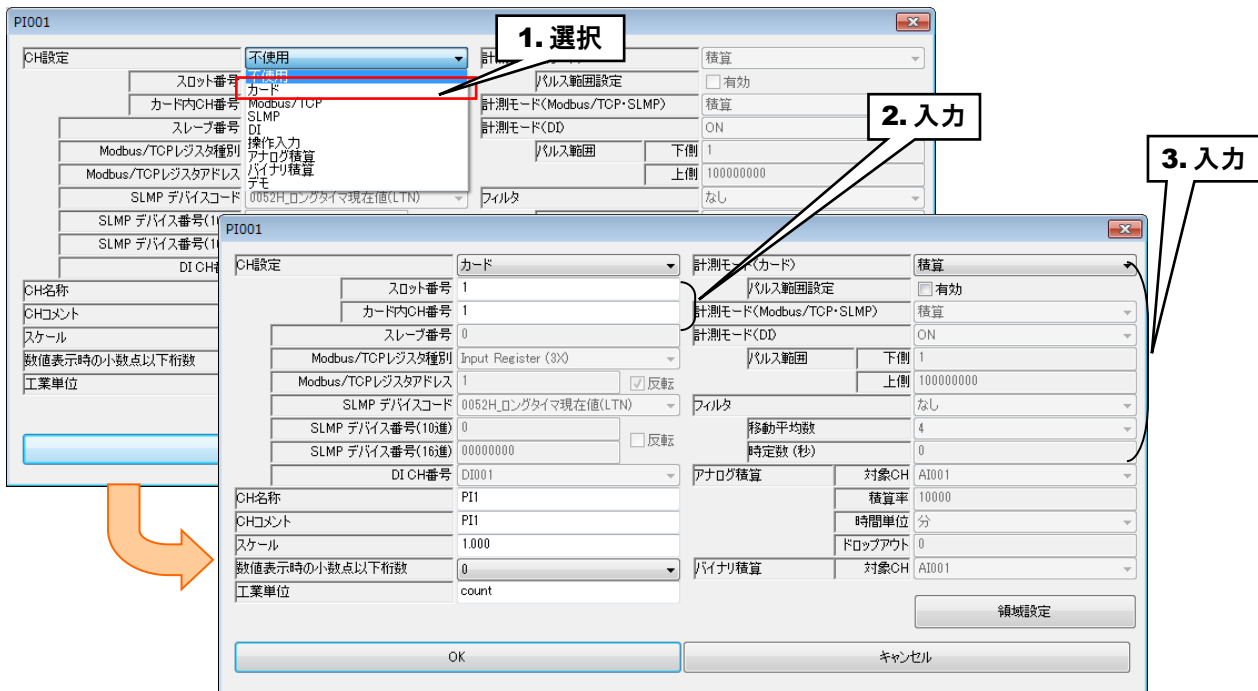 PI001
1. 選択
CH設定 不使用 積算
スロット番号 不使用 パルス範囲設定 有効
カード
カード内CH番号 Modbus/TCP 計測モード(Modbus/TCP・SLMP) 積算
SLMP
スレーブ番号 DI 計測モード(DI) ON
操作入力
Modbus/TCPレジスタ種別 アナログ積算 パルス範囲 下側 1
バイナリ積算
Modbus/TCPレジスタアドレス デモ 上側 100000000
SLMP デバイスコード 0052H_ロングタイマ現在値(LTN) フィルタ なし
SLMP デバイス番号(1
SLMP デバイス番号(1
DI CH
CH名称
CHコメント
スケール
数値表示時の小数点以下桁数
工業単位
2. 入力
3. 入力
PI001
CH設定 カード 計測モード(カード) 積算
スロット番号 1 パルス範囲設定 有効
カード内CH番号 1 計測モード(Modbus/TCP・SLMP) 積算
スレーブ番号 0 計測モード(DI) ON
Modbus/TCPレジスタ種別 Input Register (3X) パルス範囲 下側 1
Modbus/TCPレジスタアドレス 1 反転 上側 100000000
SLMP デバイスコード 0052H_ロングタイマ現在値(LTN) フィルタ なし
SLMP デバイス番号(10進) 0 反転 移動平均数 4
SLMP デバイス番号(16進) 00000000 時定数 (秒) 0
DI CH番号 DI001 アナログ積算 対象CH AI001
CH名称 PI1 積算率 10000
CHコメント PI1 時間単位 分
スケール 1.000 ドロップアウト 0
数値表示時の小数点以下桁数 0 バイナリ積算 対象CH AI001
工業単位 count
領域設定
OK キャンセル